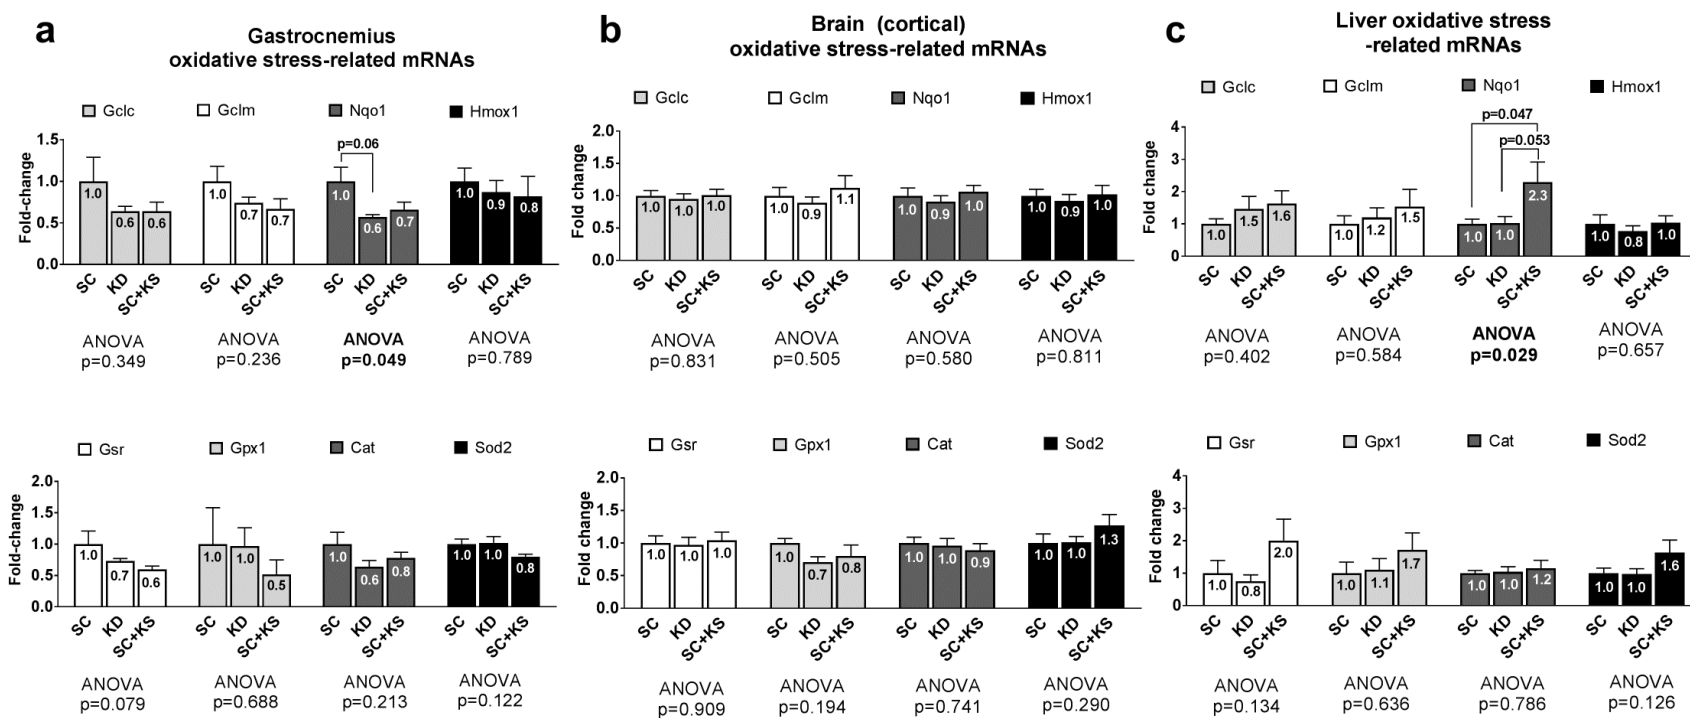 a
Gastrocnemius
oxidative stress-related mRNAs
Gclc
Gclm
Nqo1
Hmox1
Fold-change
1.5
1.0
0.5
0.0
p=0.06
1.0
0.6
0.6
1.0
0.7
0.7
1.0
0.6
0.7
1.0
0.9
0.8
SC
KD
SC+KS
SC
KD
SC+KS
SC
KD
SC+KS
SC
KD
SC+KS
ANOVA
p=0.349
ANOVA
p=0.236
ANOVA
p=0.049
ANOVA
p=0.789
Gsr
Gpx1
Cat
Sod2
Fold-change
2.0
1.5
1.0
0.5
0.0
1.0
0.7
0.6
1.0
1.0
0.5
1.0
0.6
0.8
1.0
1.0
0.8
SC
KD
SC+KS
SC
KD
SC+KS
SC
KD
SC+KS
SC
KD
SC+KS
ANOVA
p=0.079
ANOVA
p=0.688
ANOVA
p=0.213
ANOVA
p=0.122
b
Brain (cortical)
oxidative stress-related mRNAs
Gclc
Gclm
Nqo1
Hmox1
Fold change
2.0
1.5
1.0
0.5
0.0
1.0
1.0
1.0
1.0
0.9
1.1
1.0
0.9
1.0
1.0
0.9
1.0
SC
KD
SC+KS
SC
KD
SC+KS
SC
KD
SC+KS
SC
KD
SC+KS
ANOVA
p=0.831
ANOVA
p=0.505
ANOVA
p=0.580
ANOVA
p=0.811
Gsr
Gpx1
Cat
Sod2
Fold change
2.0
1.5
1.0
0.5
0.0
1.0
1.0
1.0
1.0
0.7
0.8
1.0
1.0
0.9
1.0
1.0
1.3
SC
KD
SC+KS
SC
KD
SC+KS
SC
KD
SC+KS
SC
KD
SC+KS
ANOVA
p=0.909
ANOVA
p=0.194
ANOVA
p=0.741
ANOVA
p=0.290
c
Liver oxidative stress
-related mRNAs
Gclc
Gclm
Nqo1
Hmox1
Fold change
4
3
2
1
0
p=0.047
p=0.053
1.0
1.5
1.6
1.0
1.2
1.5
1.0
1.0
2.3
1.0
0.8
1.0
SC
KD
SC+KS
SC
KD
SC+KS
SC
KD
SC+KS
SC
KD
SC+KS
ANOVA
p=0.402
ANOVA
p=0.584
ANOVA
p=0.029
ANOVA
p=0.657
Gsr
Gpx1
Cat
Sod2
Fold-change
4
3
2
1
0
1.0
0.8
2.0
1.0
1.1
1.7
1.0
1.0
1.2
1.0
1.0
1.6
SC
KD
SC+KS
SC
KD
SC+KS
SC
KD
SC+KS
SC
KD
SC+KS
ANOVA
p=0.134
ANOVA
p=0.636
ANOVA
p=0.786
ANOVA
p=0.126